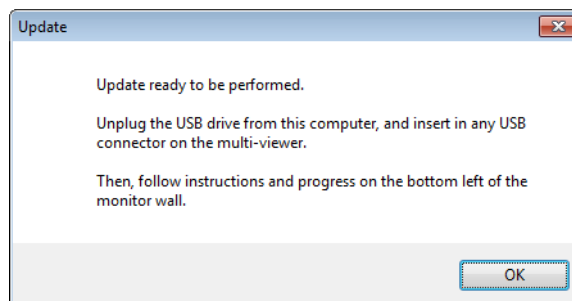 Update
Update ready to be performed.
Unplug the USB drive from this computer, and insert in any USB
connector on the multi-viewer.
Then, follow instructions and progress on the bottom left of the
monitor wall.
OK